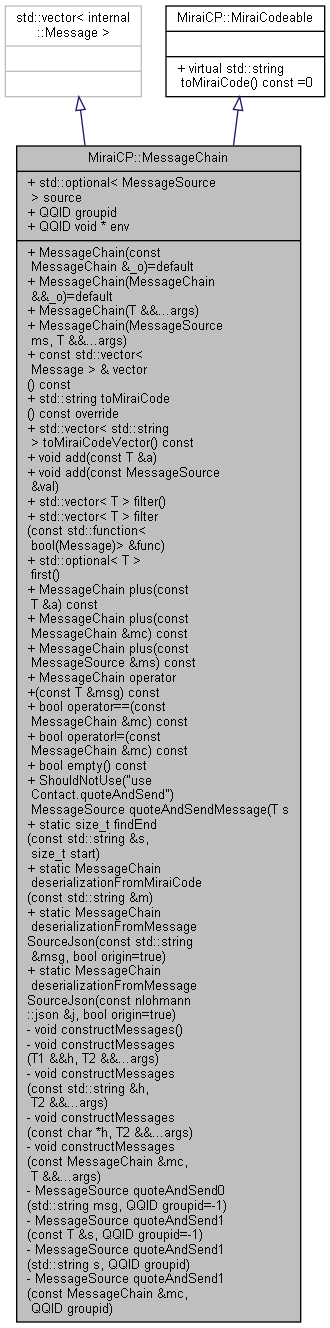 std::vector< internal
::Message >
MiraiCP::MiraiCodeable
+ virtual std::string
toMiraiCode() const =0
MiraiCP::MessageChain
+ std::optional< MessageSource
> source
+ QQID groupid
+ QQID void * env
+ MessageChain(const
MessageChain &_o)=default
+ MessageChain(MessageChain
&&_o)=default
+ MessageChain(T &&...args)
+ MessageChain(MessageSource
ms, T &&...args)
+ const std::vector<
Message > & vector
() const
+ std::string toMiraiCode
() const override
+ std::vector< std::string
> toMiraiCodeVector() const
+ void add(const T &a)
+ void add(const MessageSource
&val)
+ std::vector< T > filter()
+ std::vector< T > filter
(const std::function<
bool(Message)> &func)
+ std::optional< T >
first()
+ MessageChain plus(const
T &a) const
+ MessageChain plus(const
MessageChain &mc) const
+ MessageChain plus(const
MessageSource &ms) const
+ MessageChain operator
+(const T &msg) const
+ bool operator==(const
MessageChain &mc) const
+ bool operator!=(const
MessageChain &mc) const
+ bool empty() const
+ ShouldNotUse("use
Contact.quoteAndSend")
MessageSource quoteAndSendMessage(T s
+ static size_t findEnd
(const std::string &s,
size_t start)
+ static MessageChain
deserializationFromMiraiCode
(const std::string &m)
+ static MessageChain
deserializationFromMessage
SourceJson(const std::string
&msg, bool origin=true)
+ static MessageChain
deserializationFromMessage
SourceJson(const nlohmann
::json &j, bool origin=true)
- void constructMessages()
- void constructMessages
(T1 &&h, T2 &&...args)
- void constructMessages
(const std::string &h,
T2 &&...args)
- void constructMessages
(const char *h, T2 &&...args)
- void constructMessages
(const MessageChain &mc,
T &&...args)
- MessageSource quoteAndSend0
(std::string msg, QQID groupid=-1)
- MessageSource quoteAndSend1
(const T &s, QQID groupid=-1)
- MessageSource quoteAndSend1
(std::string s, QQID groupid)
- MessageSource quoteAndSend1
(const MessageChain &mc,
QQID groupid)